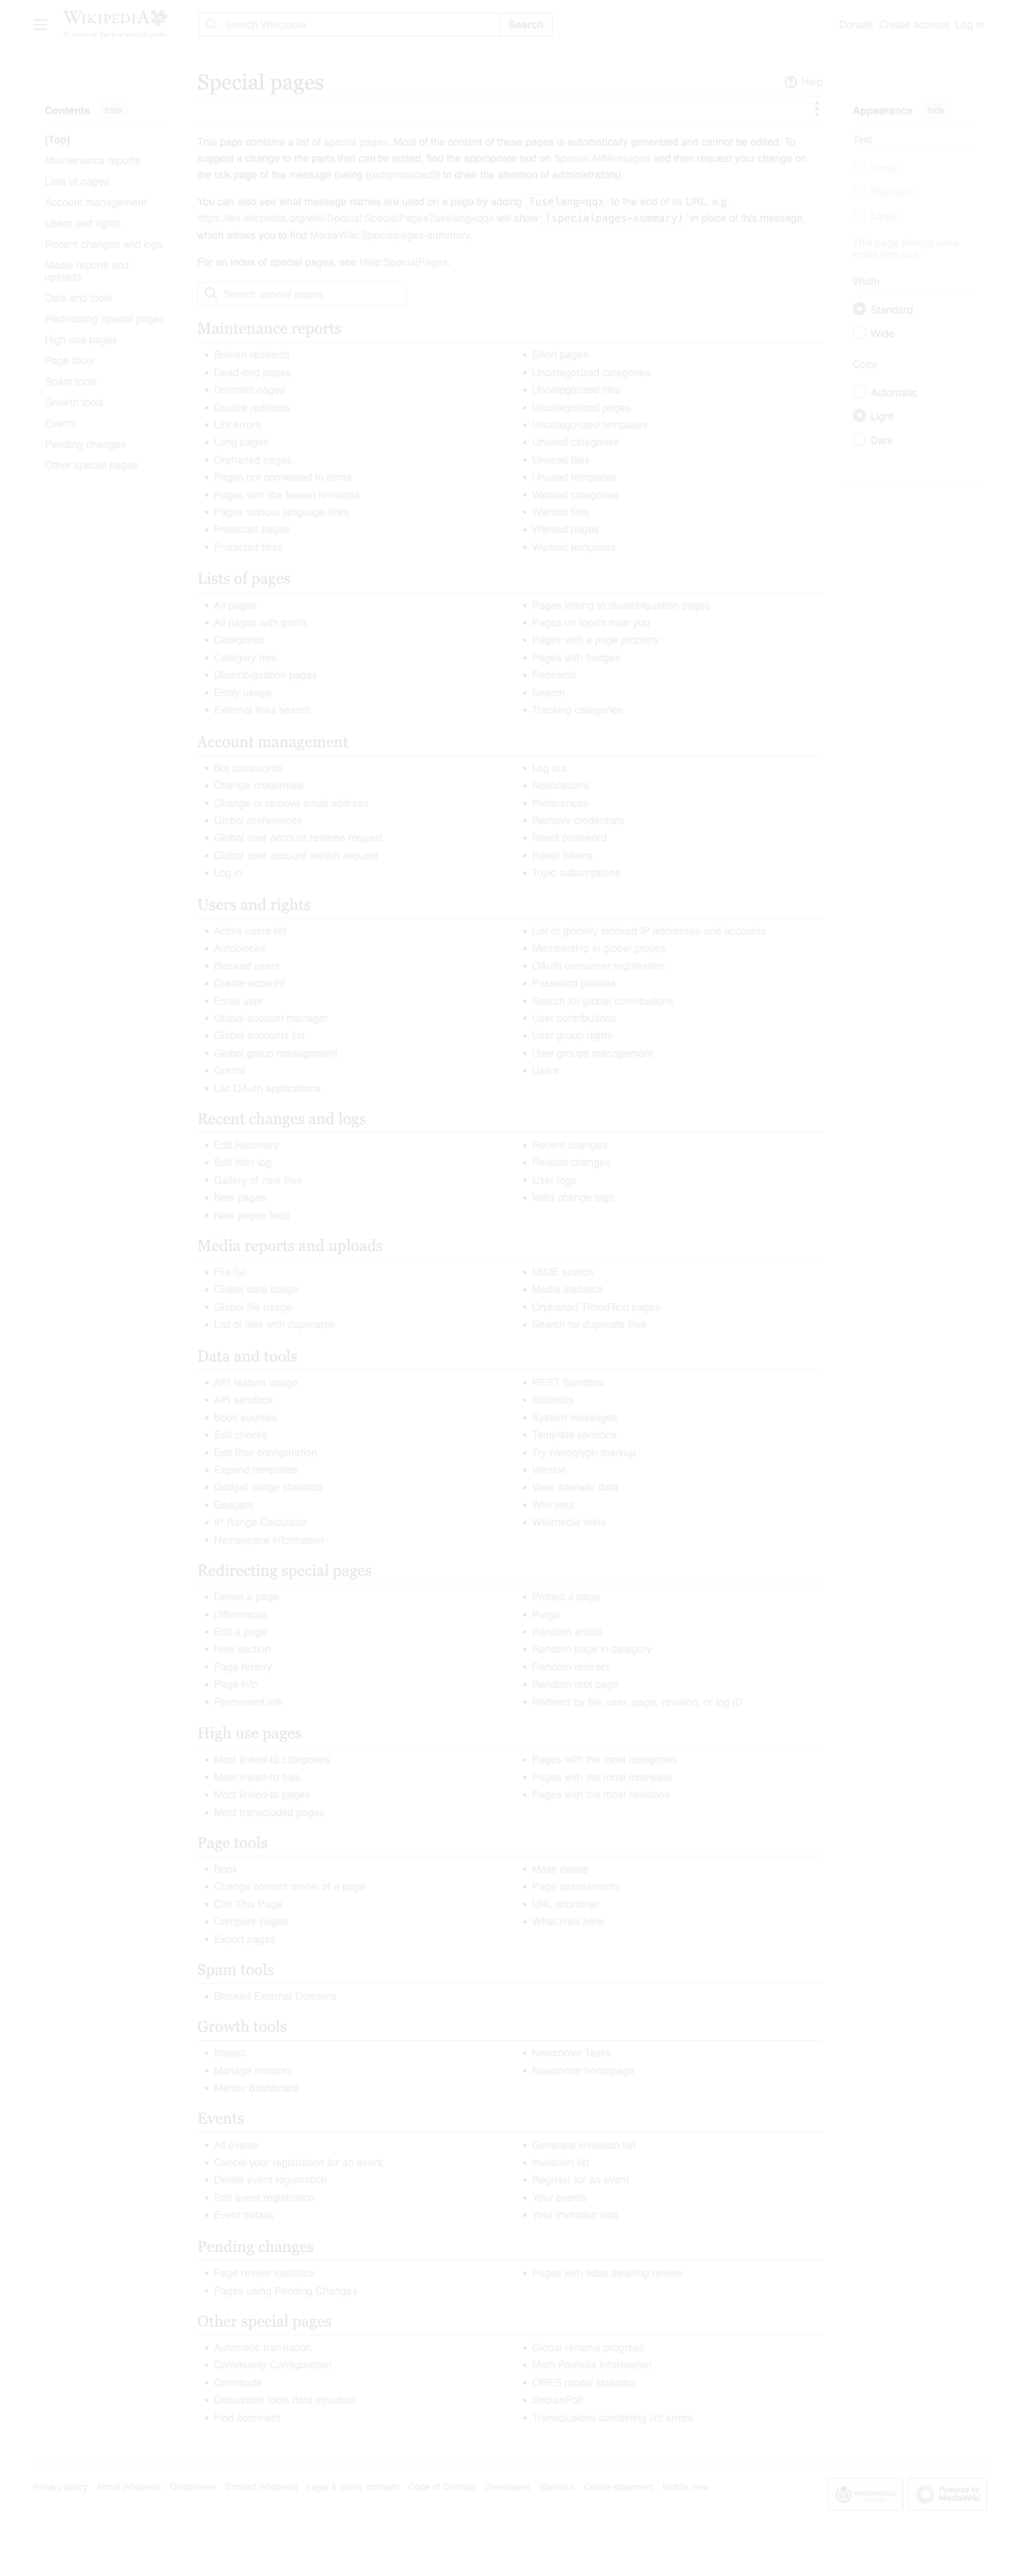 WIKIPEDIA
25 years of the free encyclopedia
Search Wikipedia
Search
Donate Create account Log in
Special pages
Help
Contents hide
(Top)
Maintenance reports
Lists of pages
Account management
Users and rights
Recent changes and logs
Media reports and
uploads
Data and tools
Redirecting special pages
High use pages
Page tools
Spam tools
Growth tools
Events
Pending changes
Other special pages
Appearance hide
Text
Small
Standard
Large
This page always uses
small font size
Width
Standard
Wide
Color
Automatic
Light
Dark
This page contains a list of special pages. Most of the content of these pages is automatically generated and cannot be edited. To
suggest a change to the parts that can be edited, find the appropriate text on Special:AllMessages and then request your change on
the talk page of the message (using {{editprotected}} to draw the attention of administrators).
You can also see what message names are used on a page by adding ?uselang=qqx to the end of its URL, e.g.
https://en.wikipedia.org/wiki/Special:SpecialPages?uselang=qqx will show (specialpages-summary) in place of this message,
which allows you to find MediaWiki:Specialpages-summary.
For an index of special pages, see Help:SpecialPages.
Search special pages
Maintenance reports
Broken redirects
Dead-end pages
Dormant pages
Double redirects
Lint errors
Long pages
Orphaned pages
Pages not connected to items
Pages with the fewest revisions
Pages without language links
Protected pages
Protected titles
Short pages
Uncategorized categories
Uncategorized files
Uncategorized pages
Uncategorized templates
Unused categories
Unused files
Unused templates
Wanted categories
Wanted files
Wanted pages
Wanted templates
Lists of pages
All pages
All pages with prefix
Categories
Category tree
Disambiguation pages
Entity usage
External links search
Pages linking to disambiguation pages
Pages on topics near you
Pages with a page property
Pages with badges
Redirects
Search
Tracking categories
Account management
Bot passwords
Change credentials
Change or remove email address
Global preferences
Global user account rename request
Global user account vanish request
Log in
Log out
Notifications
Preferences
Remove credentials
Reset password
Reset tokens
Topic subscriptions
Users and rights
Active users list
Autoblocks
Blocked users
Create account
Email user
Global account manager
Global accounts list
Global group management
Grants
List OAuth applications
List of globally blocked IP addresses and accounts
Membership in global groups
OAuth consumer registration
Password policies
Search for global contributions
User contributions
User group rights
User groups management
Users
Recent changes and logs
Edit Recovery
Edit filter log
Gallery of new files
New pages
New pages feed
Recent changes
Related changes
User logs
Valid change tags
Media reports and uploads
File list
Global data usage
Global file usage
List of files with duplicates
MIME search
Media statistics
Orphaned TimedText pages
Search for duplicate files
Data and tools
API feature usage
API sandbox
Book sources
Edit checks
Edit filter configuration
Expand templates
Gadget usage statistics
Gadgets
IP Range Calculator
Namespace information
REST Sandbox
Statistics
System messages
Template sandbox
Try hieroglyph markup
Version
View interwiki data
Wiki sets
Wikimedia wikis
Redirecting special pages
Delete a page
Differences
Edit a page
New section
Page history
Page info
Permanent link
Protect a page
Purge
Random article
Random page in category
Random redirect
Random root page
Redirect by file, user, page, revision, or log ID
High use pages
Most linked-to categories
Most linked-to files
Most linked-to pages
Most transcluded pages
Pages with the most categories
Pages with the most interwikis
Pages with the most revisions
Page tools
Book
Change content model of a page
Cite This Page
Compare pages
Export pages
Mass delete
Page assessments
URL shortener
What links here
Spam tools
Blocked External Domains
Growth tools
Impact
Manage mentors
Mentor dashboard
Newcomer Tasks
Newcomer homepage
Events
All events
Cancel your registration for an event
Delete event registration
Edit event registration
Event details
Generate invitation list
Invitation list
Register for an event
Your events
Your invitation lists
Pending changes
Page review statistics
Pages using Pending Changes
Pages with edits awaiting review
Other special pages
Automatic translation
Community Configuration
Contribute
Discussion tools data structure
Find comment
Global rename progress
Math Formula Information
ORES model statistics
SecurePoll
Transclusions containing lint errors
Privacy policy About Wikipedia Disclaimers Contact Wikipedia Legal & safety contacts Code of Conduct Developers Statistics Cookie statement Mobile view
WIKIMEDIA
Powered by
MediaWiki